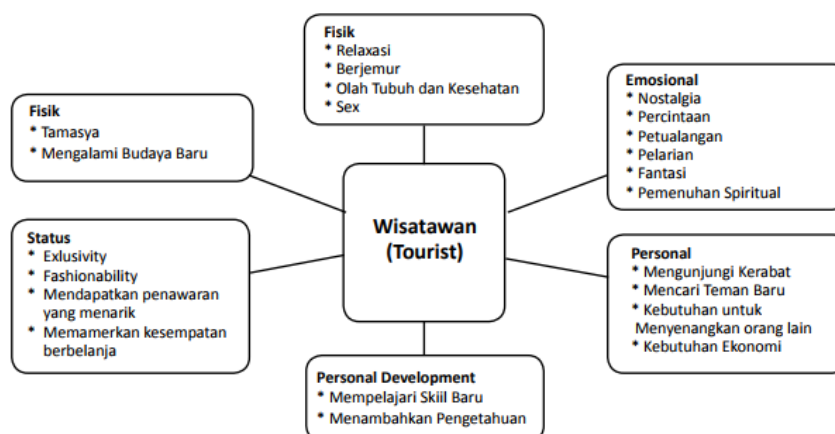 Fisik
* Relaxasi
* Berjemur
* Olah Tubuh dan Kesehatan
* Sex
Emosional
* Nostalgia
* Percintaan
* Petualangan
* Pelarian
* Fantasi
* Pemenuhan Spiritual
Fisik
* Tamasya
* Mengalami Budaya Baru
Wisatawan
(Tourist)
Status
* Exlusivity
* Fashionability
* Mendapatkan penawaran
yang menarik
* Memamerkan kesempatan
berbelanja
Personal
* Mengunjungi Kerabat
* Mencari Teman Baru
* Kebutuhan untuk
Menyenangkan orang lain
* Kebutuhan Ekonomi
Personal Development
* Mempelajari Skiil Baru
* Menambahkan Pengetahuan